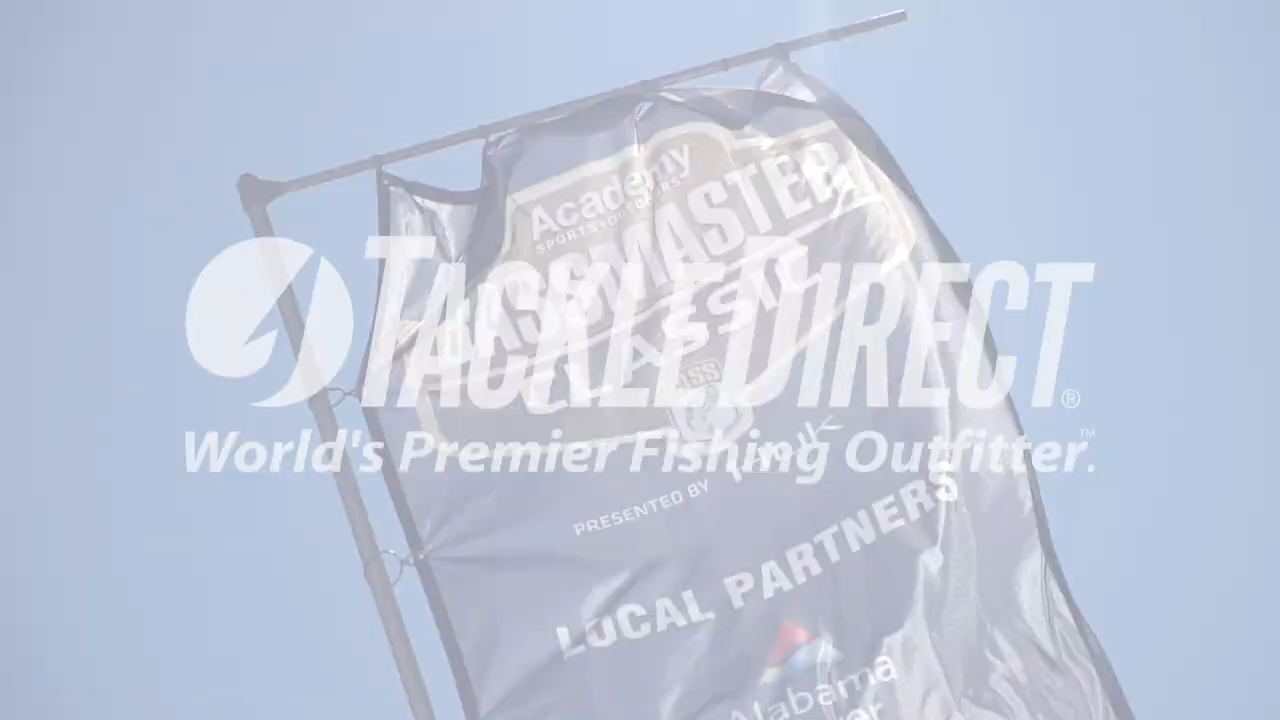 Academy
SPORTS+OUTDOORS
BASSMASTER
CLASSIC
TACKLEDIRECT®
World's Premier Fishing Outfitter.™
PRESENTED BY
LOCAL PARTNERS
Alabama